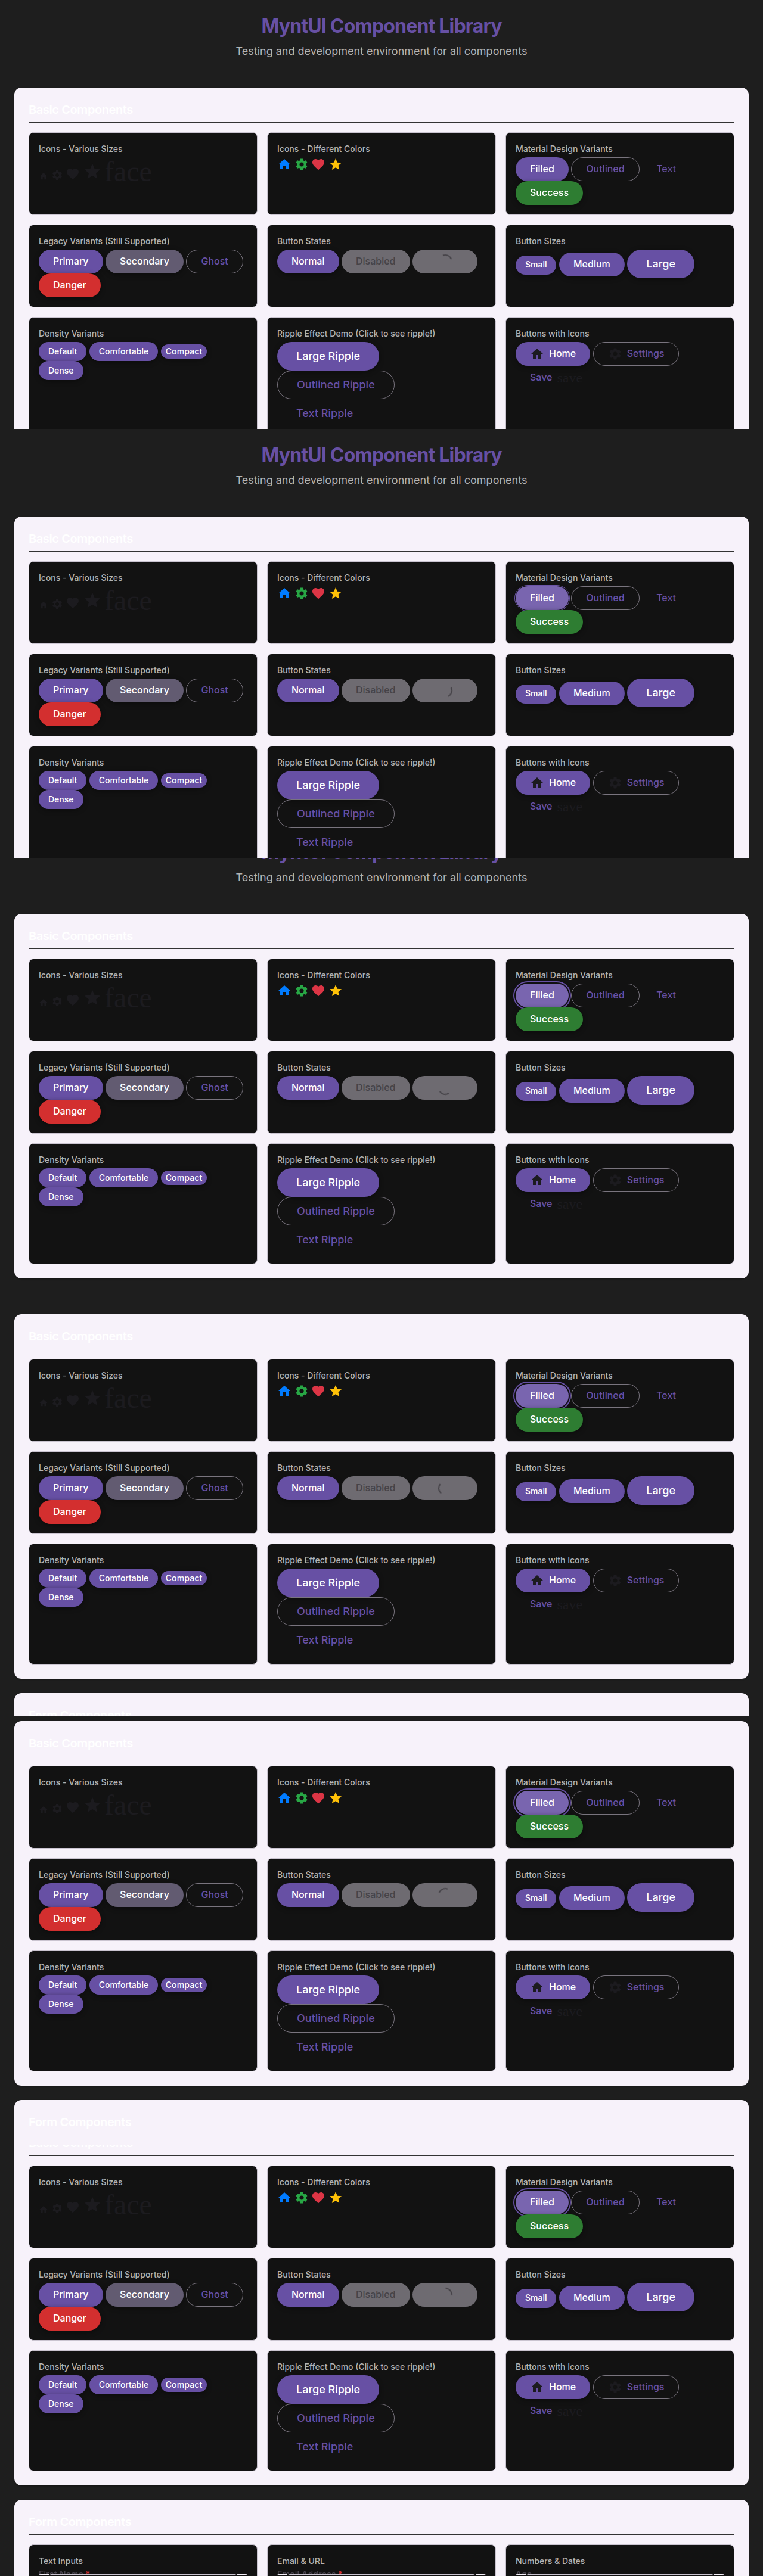 MyntUI Component Library
Testing and development environment for all components
Basic Components
Icons - Various Sizes
face
Icons - Different Colors
Material Design Variants
Filled Outlined Text
Success
Legacy Variants (Still Supported)
Primary Secondary Ghost
Danger
Button States
Normal Disabled
Button Sizes
Small Medium Large
Density Variants
Default Comfortable Compact
Dense
Ripple Effect Demo (Click to see ripple!)
Large Ripple
Outlined Ripple
Text Ripple
Buttons with Icons
Home Settings
Save save
MyntUI Component Library
Testing and development environment for all components
Basic Components
Icons - Various Sizes
face
Icons - Different Colors
Material Design Variants
Filled Outlined Text
Success
Legacy Variants (Still Supported)
Primary Secondary Ghost
Danger
Button States
Normal Disabled
Button Sizes
Small Medium Large
Density Variants
Default Comfortable Compact
Dense
Ripple Effect Demo (Click to see ripple!)
Large Ripple
Outlined Ripple
Text Ripple
Buttons with Icons
Home Settings
Save save
MyntUI Component Library
Testing and development environment for all components
Basic Components
Icons - Various Sizes
face
Icons - Different Colors
Material Design Variants
Filled Outlined Text
Success
Legacy Variants (Still Supported)
Primary Secondary Ghost
Danger
Button States
Normal Disabled
Button Sizes
Small Medium Large
Density Variants
Default Comfortable Compact
Dense
Ripple Effect Demo (Click to see ripple!)
Large Ripple
Outlined Ripple
Text Ripple
Buttons with Icons
Home Settings
Save save
Basic Components
Icons - Various Sizes
face
Icons - Different Colors
Material Design Variants
Filled Outlined Text
Success
Legacy Variants (Still Supported)
Primary Secondary Ghost
Danger
Button States
Normal Disabled
Button Sizes
Small Medium Large
Density Variants
Default Comfortable Compact
Dense
Ripple Effect Demo (Click to see ripple!)
Large Ripple
Outlined Ripple
Text Ripple
Buttons with Icons
Home Settings
Save save
Basic Components
Icons - Various Sizes
face
Icons - Different Colors
Material Design Variants
Filled Outlined Text
Success
Legacy Variants (Still Supported)
Primary Secondary Ghost
Danger
Button States
Normal Disabled
Button Sizes
Small Medium Large
Density Variants
Default Comfortable Compact
Dense
Ripple Effect Demo (Click to see ripple!)
Large Ripple
Outlined Ripple
Text Ripple
Buttons with Icons
Home Settings
Save save
Form Components
Icons - Various Sizes
face
Icons - Different Colors
Material Design Variants
Filled Outlined Text
Success
Legacy Variants (Still Supported)
Primary Secondary Ghost
Danger
Button States
Normal Disabled
Button Sizes
Small Medium Large
Density Variants
Default Comfortable Compact
Dense
Ripple Effect Demo (Click to see ripple!)
Large Ripple
Outlined Ripple
Text Ripple
Buttons with Icons
Home Settings
Save save
Form Components
Text Inputs
Email & URL
Numbers & Dates